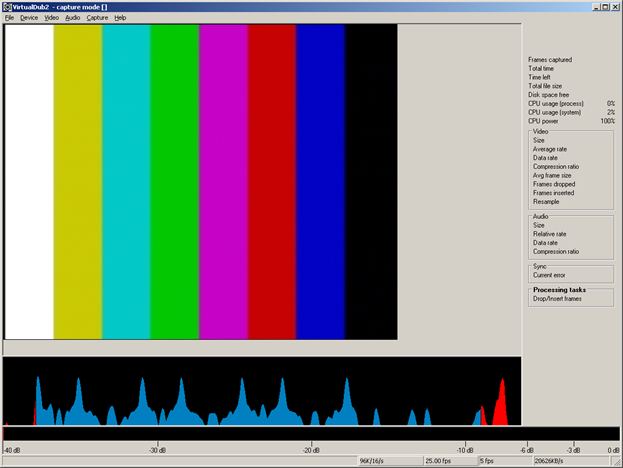 VirtualDub2 - capture mode []
File Device Video Audio Capture Help
Frames captured
Total time
Time left
Total file size
Disk space free
CPU usage (process) 0%
CPU usage (system) 2%
CPU power 100%
Video
Size
Average rate
Data rate
Compression ratio
Avg frame size
Frames dropped
Frames inserted
Resample
Audio
Size
Relative rate
Data rate
Compression ratio
Sync
Current error
Processing tasks
Drop/Insert frames
-40 dB -30 dB -20 dB -10 dB -6 dB -3 dB 0 dB
96K/16/s 25.00 fps 5 fps 20626KB/s